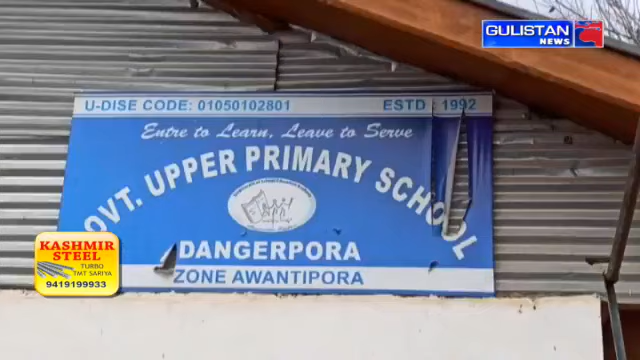 GULISTAN
NEWS
U-DISE CODE: 01050102801 ESTD : 1992
Entre to Learn, Leave to Serve
OVT. UPPER PRIMARY SCHOOL
DANGERPORA
ZONE AWANTIPORA
KASHMIR
STEEL
TURBO
TMT SARIYA
9419199933